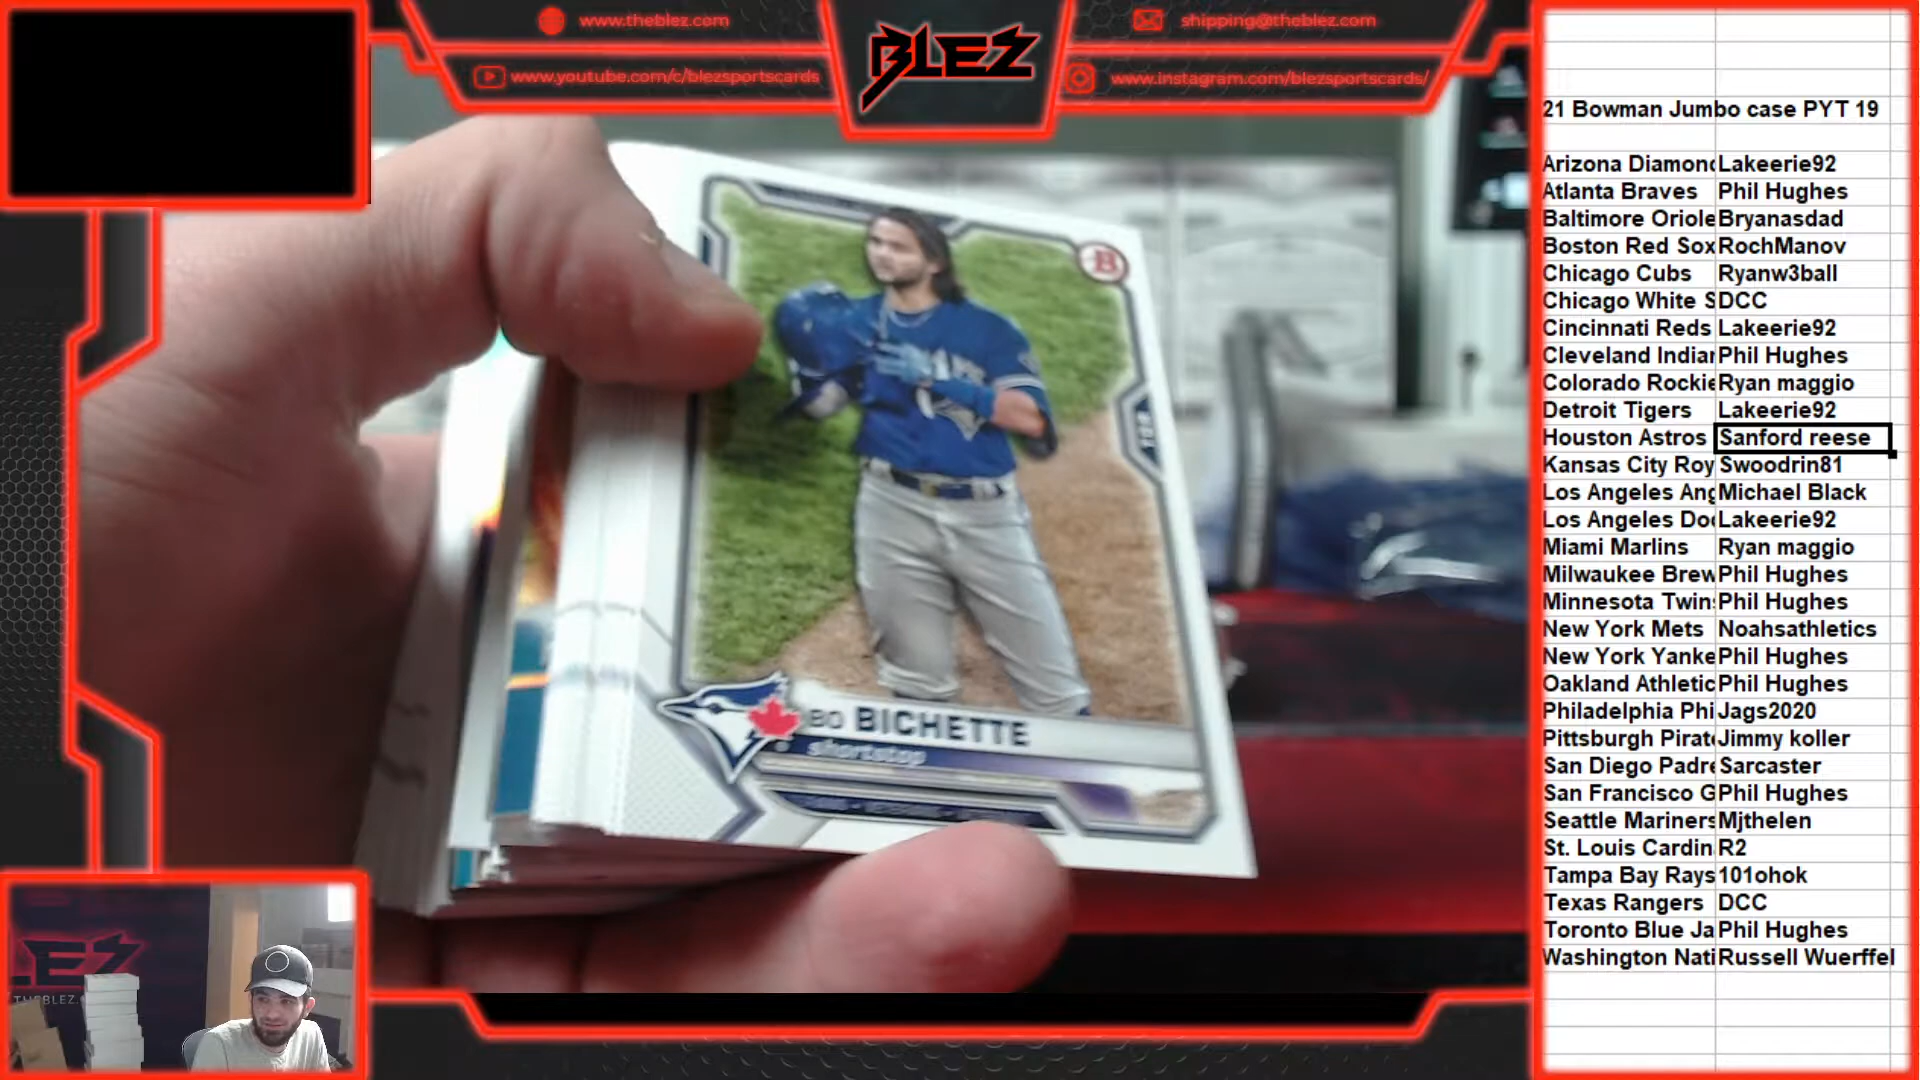 www.theblez.com
www.youtube.com/c/blezsportscards
BLEZ
shipping@theblez.com
www.instagram.com/blezsportscards/
B
BO BICHETTE
shortstop
21 Bowman Jumbo case PYT 19
Arizona Diamond Lakeerie92
Atlanta Braves Phil Hughes
Baltimore Oriole Bryanasdad
Boston Red Sox RochManov
Chicago Cubs Ryanw3ball
Chicago White S DCC
Cincinnati Reds Lakeerie92
Cleveland Indian Phil Hughes
Colorado Rockie Ryan maggio
Detroit Tigers Lakeerie92
Houston Astros Sanford reese
Kansas City Roy Swoodrin81
Los Angeles Ang Michael Black
Los Angeles Dod Lakeerie92
Miami Marlins Ryan maggio
Milwaukee Brew Phil Hughes
Minnesota Twins Phil Hughes
New York Mets Noahsathletics
New York Yanke Phil Hughes
Oakland Athletic Phil Hughes
Philadelphia Phi Jags2020
Pittsburgh Pirate Jimmy koller
San Diego Padre Sarcaster
San Francisco G Phil Hughes
Seattle Mariners Mjthelen
St. Louis Cardin R2
Tampa Bay Rays 101ohok
Texas Rangers DCC
Toronto Blue Ja Phil Hughes
Washington Nati Russell Wuerffel
LEZ
THEBLEZ.